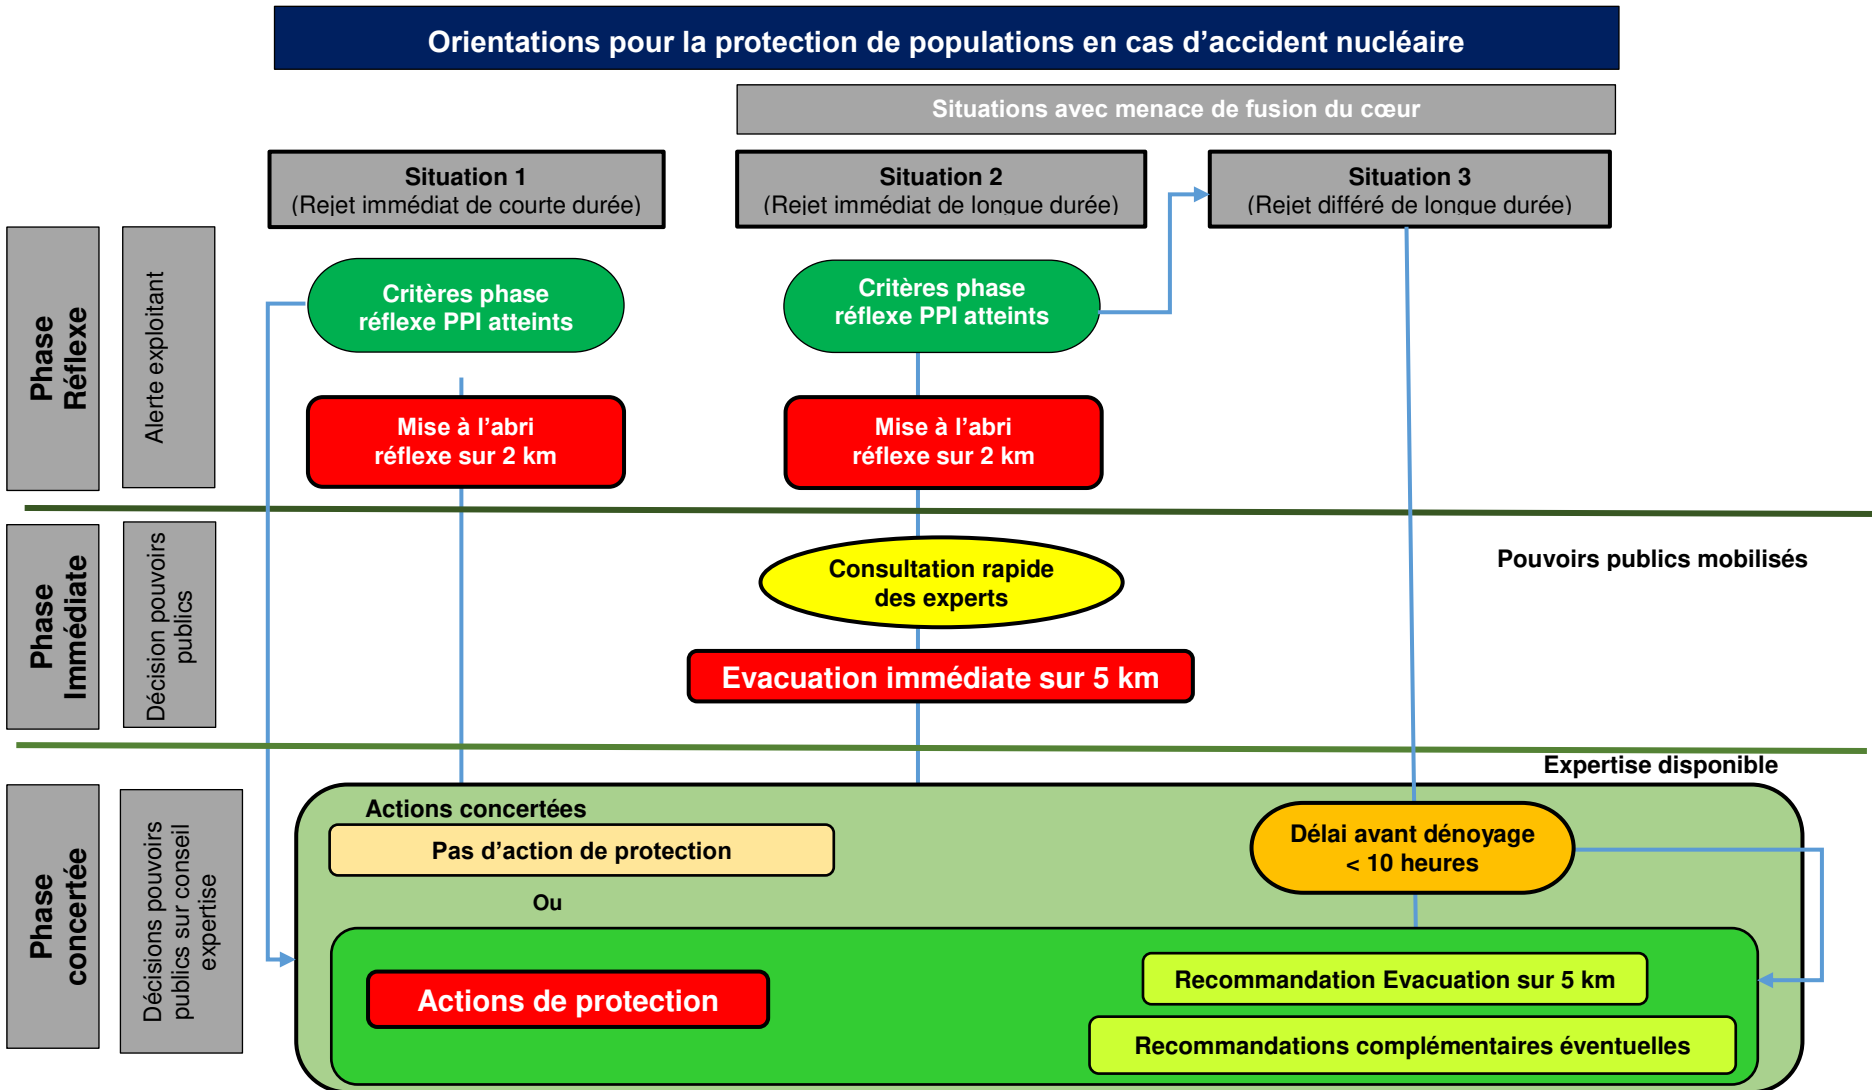 Orientations pour la protection de populations en cas d'accident nucléaire
Situations avec menace de fusion du cœur
Situation 1
(Rejet immédiat de courte durée)
Situation 2
(Rejet immédiat de longue durée)
Situation 3
(Rejet différé de longue durée)
Phase
Réflexe
Alerte exploitant
Critères phase
réflexe PPI atteints
Critères phase
réflexe PPI atteints
Mise à l'abri
réflexe sur 2 km
Mise à l'abri
réflexe sur 2 km
Phase
Immédiate
Décision pouvoirs
publics
Consultation rapide
des experts
Pouvoirs publics mobilisés
Evacuation immédiate sur 5 km
Expertise disponible
Phase
concertée
Décisions pouvoirs
publics sur conseil
expertise
Actions concertées
Pas d'action de protection
Ou
Délai avant dénoyage
< 10 heures
Actions de protection
Recommandation Evacuation sur 5 km
Recommandations complémentaires éventuelles